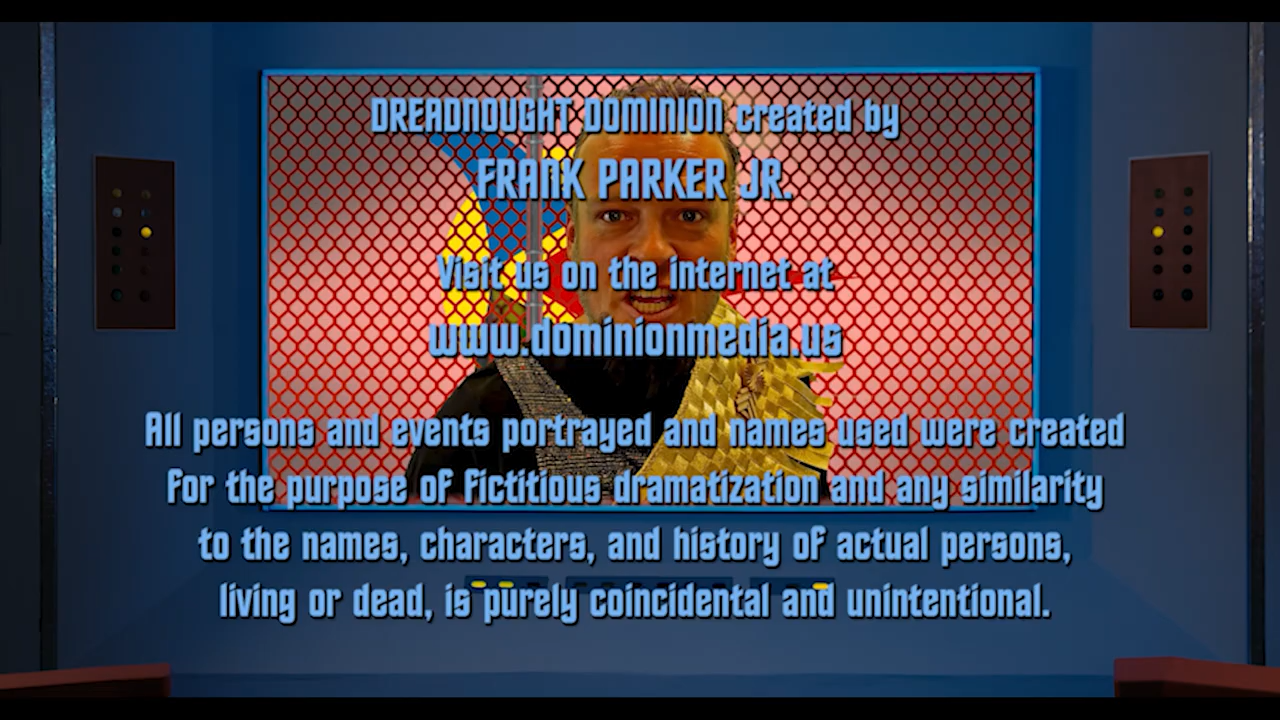 DREADNOUGHT DOMINION created by
FRANK PARKER JR.
Visit us on the internet at
www.dominionmedia.us
All persons and events portrayed and names used were created
for the purpose of fictitious dramatization and any similarity
to the names, characters, and history of actual persons,
living or dead, is purely coincidental and unintentional.